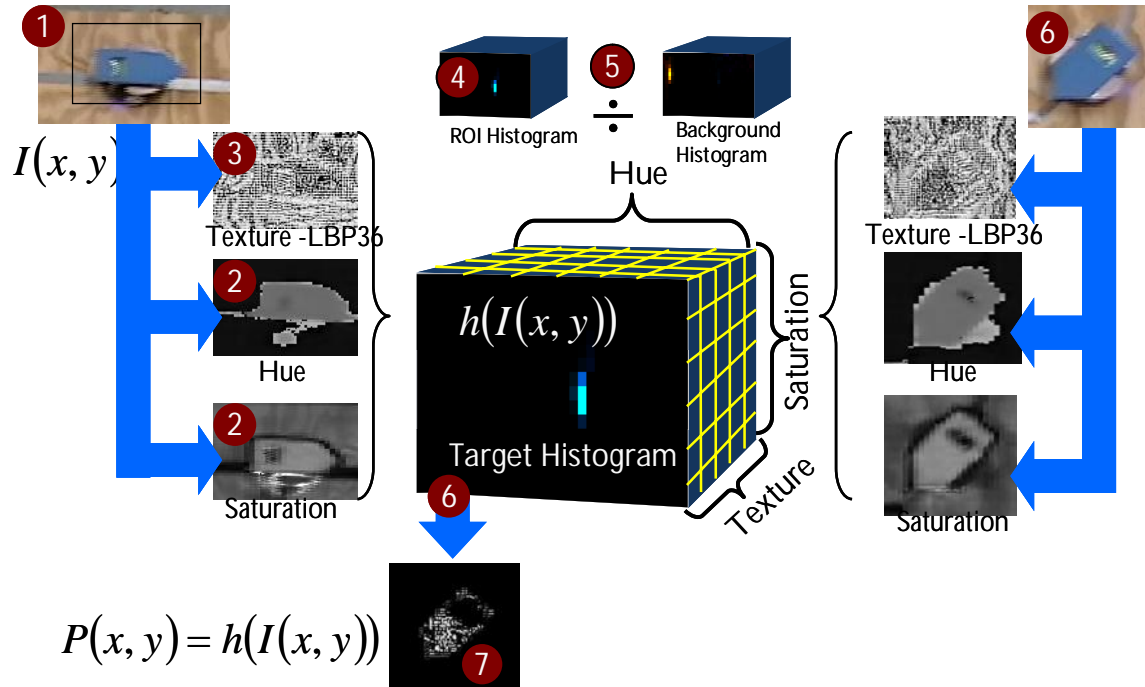 1
I(x, y)
3
Texture -LBP36
2
Hue
2
Saturation
4
ROI Histogram
5
÷
Background
Histogram
Hue
h(I(x, y))
Target Histogram
Saturation
Texture
6
P(x, y) = h(I(x, y))
7
6
Texture -LBP36
Hue
Saturation